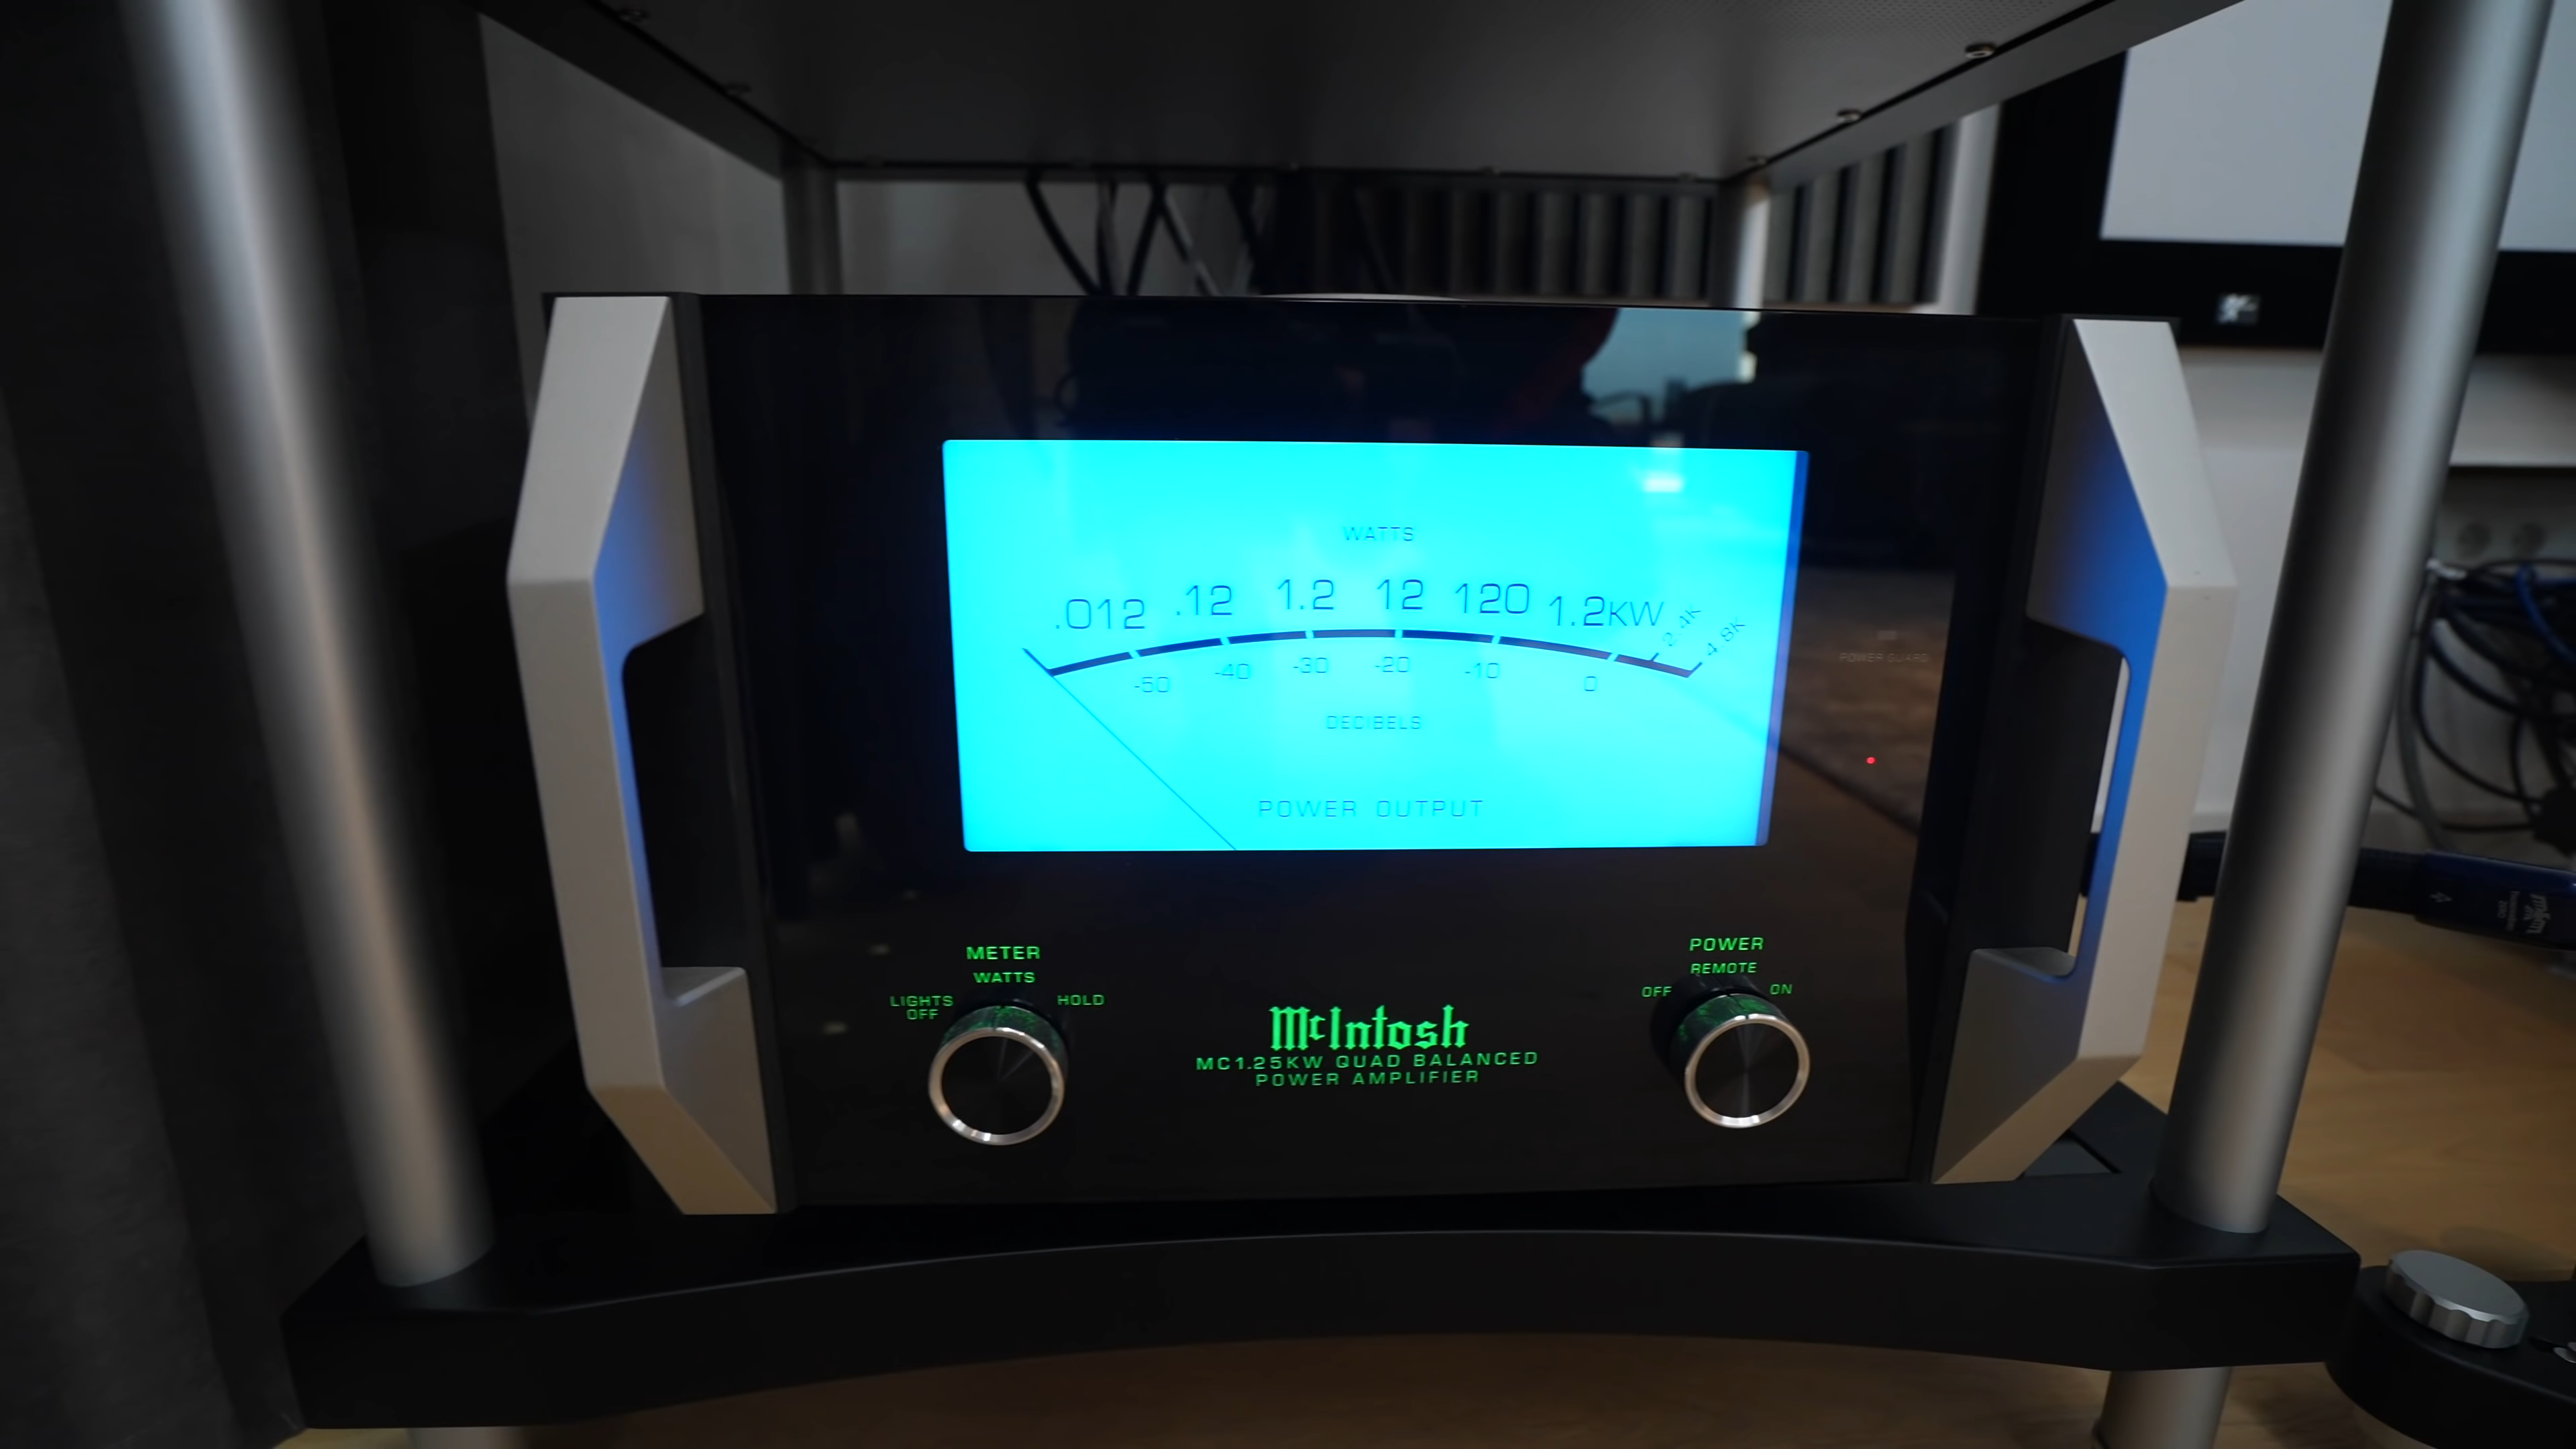 WATTS
.012 .12 1.2 12 120 1.2KW 2.4K 4.8K
-50 -40 -30 -20 -10 0
DECIBELS
POWER OUTPUT
POWER GUARD
METER
WATTS
LIGHTS OFF
HOLD
POWER
REMOTE
OFF
ON
McIntosh
MC1.25KW QUAD BALANCED
POWER AMPLIFIER